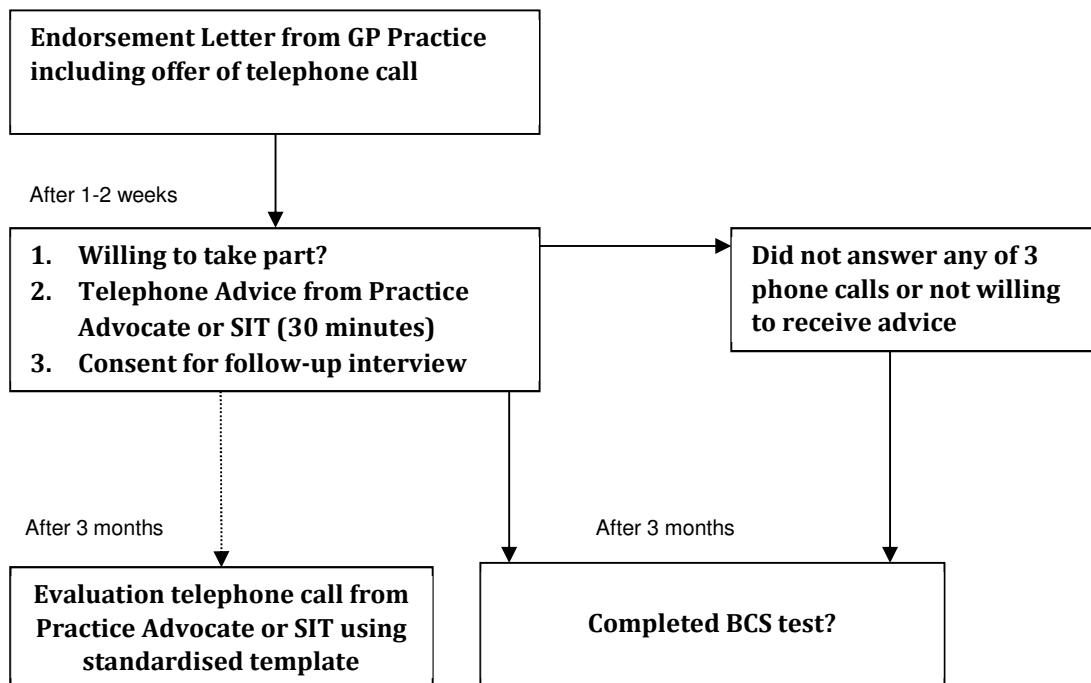 Endorsement Letter from GP Practice
including offer of telephone call
After 1-2 weeks
1. Willing to take part?
2. Telephone Advice from Practice
Advocate or SIT (30 minutes)
3. Consent for follow-up interview
Did not answer any of 3
phone calls or not willing
to receive advice
After 3 months
After 3 months
Evaluation telephone call from
Practice Advocate or SIT using
standardised template
Completed BCS test?